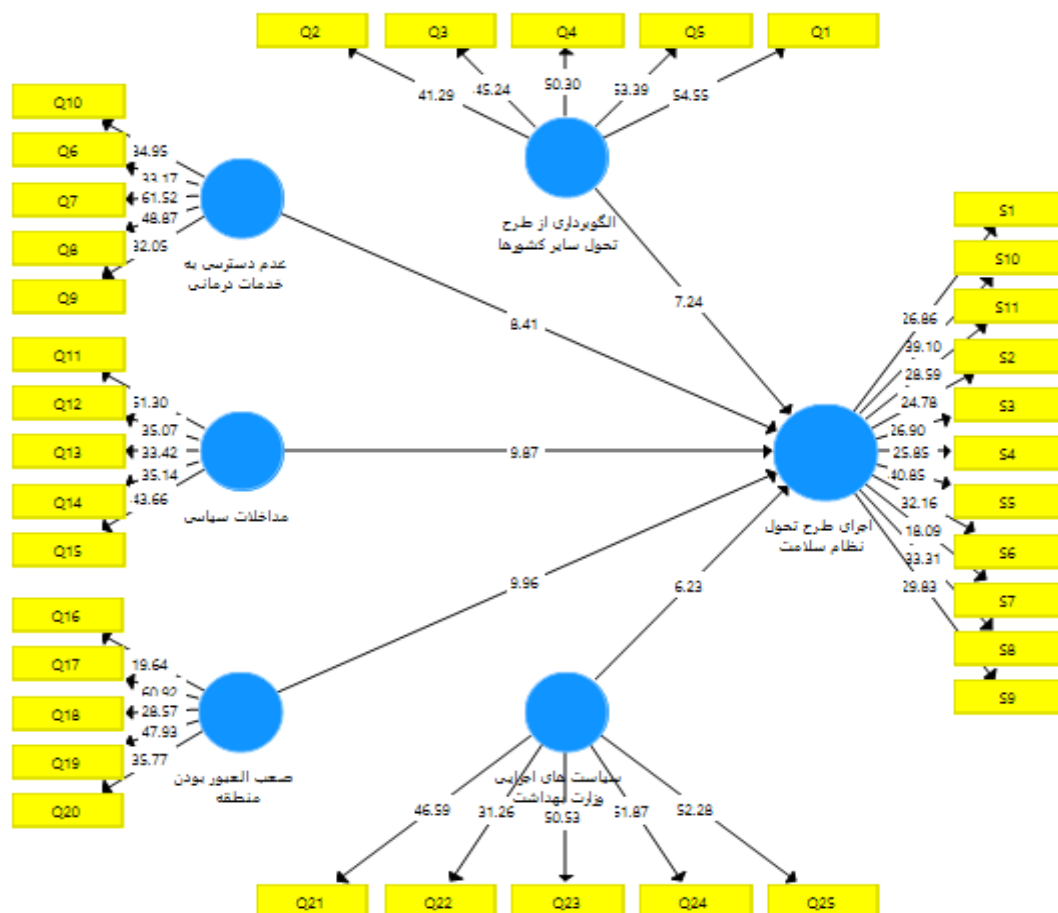 Q2 Q3 Q4 Q5 Q1
41.29 45.24 50.30 53.39 54.55
الگوبرداری از طرح
تحول سایر کشورها
7.24
Q10
Q6
Q7
Q8
Q9
34.95
33.17
61.52
48.87
32.05
عدم دسترسی به
خدمات درمانی
8.41
Q11
Q12
Q13
Q14
Q15
51.30
35.07
33.42
35.14
43.66
مداخلات سیاسی
9.87
Q16
Q17
Q18
Q19
Q20
19.64
60.92
28.57
47.93
35.77
صعب العبور بودن
منطقه
9.96
سیاست های اجرایی
وزارت بهداشت
6.23
46.59 31.26 50.53 51.87 52.28
Q21 Q22 Q23 Q24 Q25
اجرای طرح تحول
نظام سلامت
26.86
39.10
28.59
24.78
26.90
25.85
40.85
32.16
18.09
33.31
29.83
S1
S10
S11
S2
S3
S4
S5
S6
S7
S8
S9